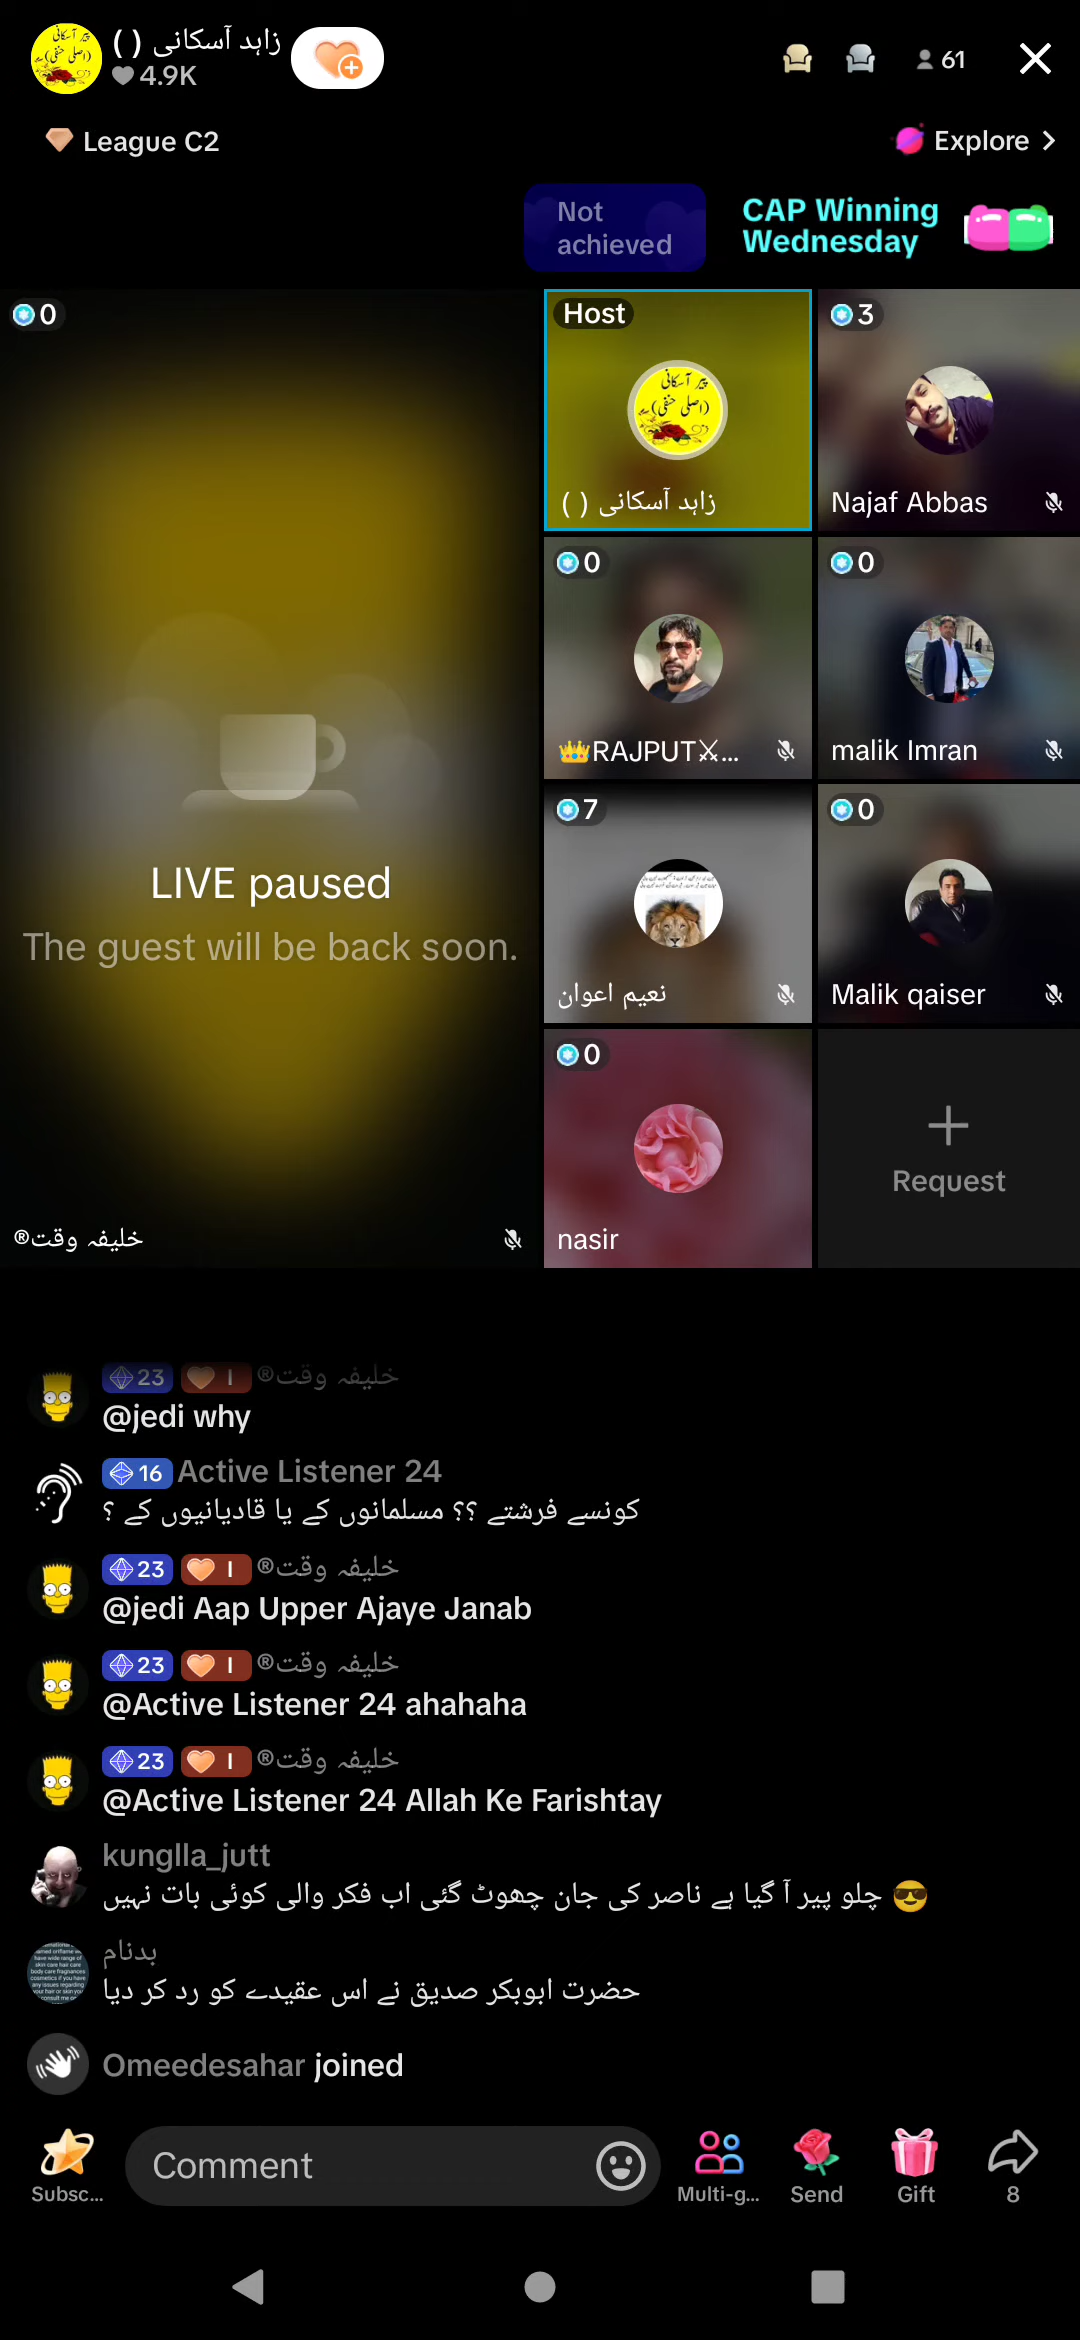 زاہد آسکانی ( )
4.9K
61
League C2
Explore
Not
achieved
CAP Winning
Wednesday
0
LIVE paused
The guest will be back soon.
خلیفہ وقت®
Host
پیر آسکانی
(اصلی حنفی)
زاہد آسکانی ( )
3
Najaf Abbas
0
👑RAJPUT⚔...
0
malik Imran
7
نعیم اعوان
0
Malik qaiser
0
nasir
Request
23 I خلیفہ وقت®
@jedi why
16 Active Listener 24
کونسے فرشتے ؟؟ مسلمانوں کے یا قادیانیوں کے ؟
23 I خلیفہ وقت®
@jedi Aap Upper Ajaye Janab
23 I خلیفہ وقت®
@Active Listener 24 ahahaha
23 I خلیفہ وقت®
@Active Listener 24 Allah Ke Farishtay
kunglla_jutt
چلو پیر آ گیا ہے ناصر کی جان چھوٹ گئی اب فکر والی کوئی بات نہیں 😎
بدنام
حضرت ابوبکر صدیق نے اس عقیدے کو رد کر دیا
Omeedesahar joined
Comment
Subsc...
Multi-g...
Send
Gift
8